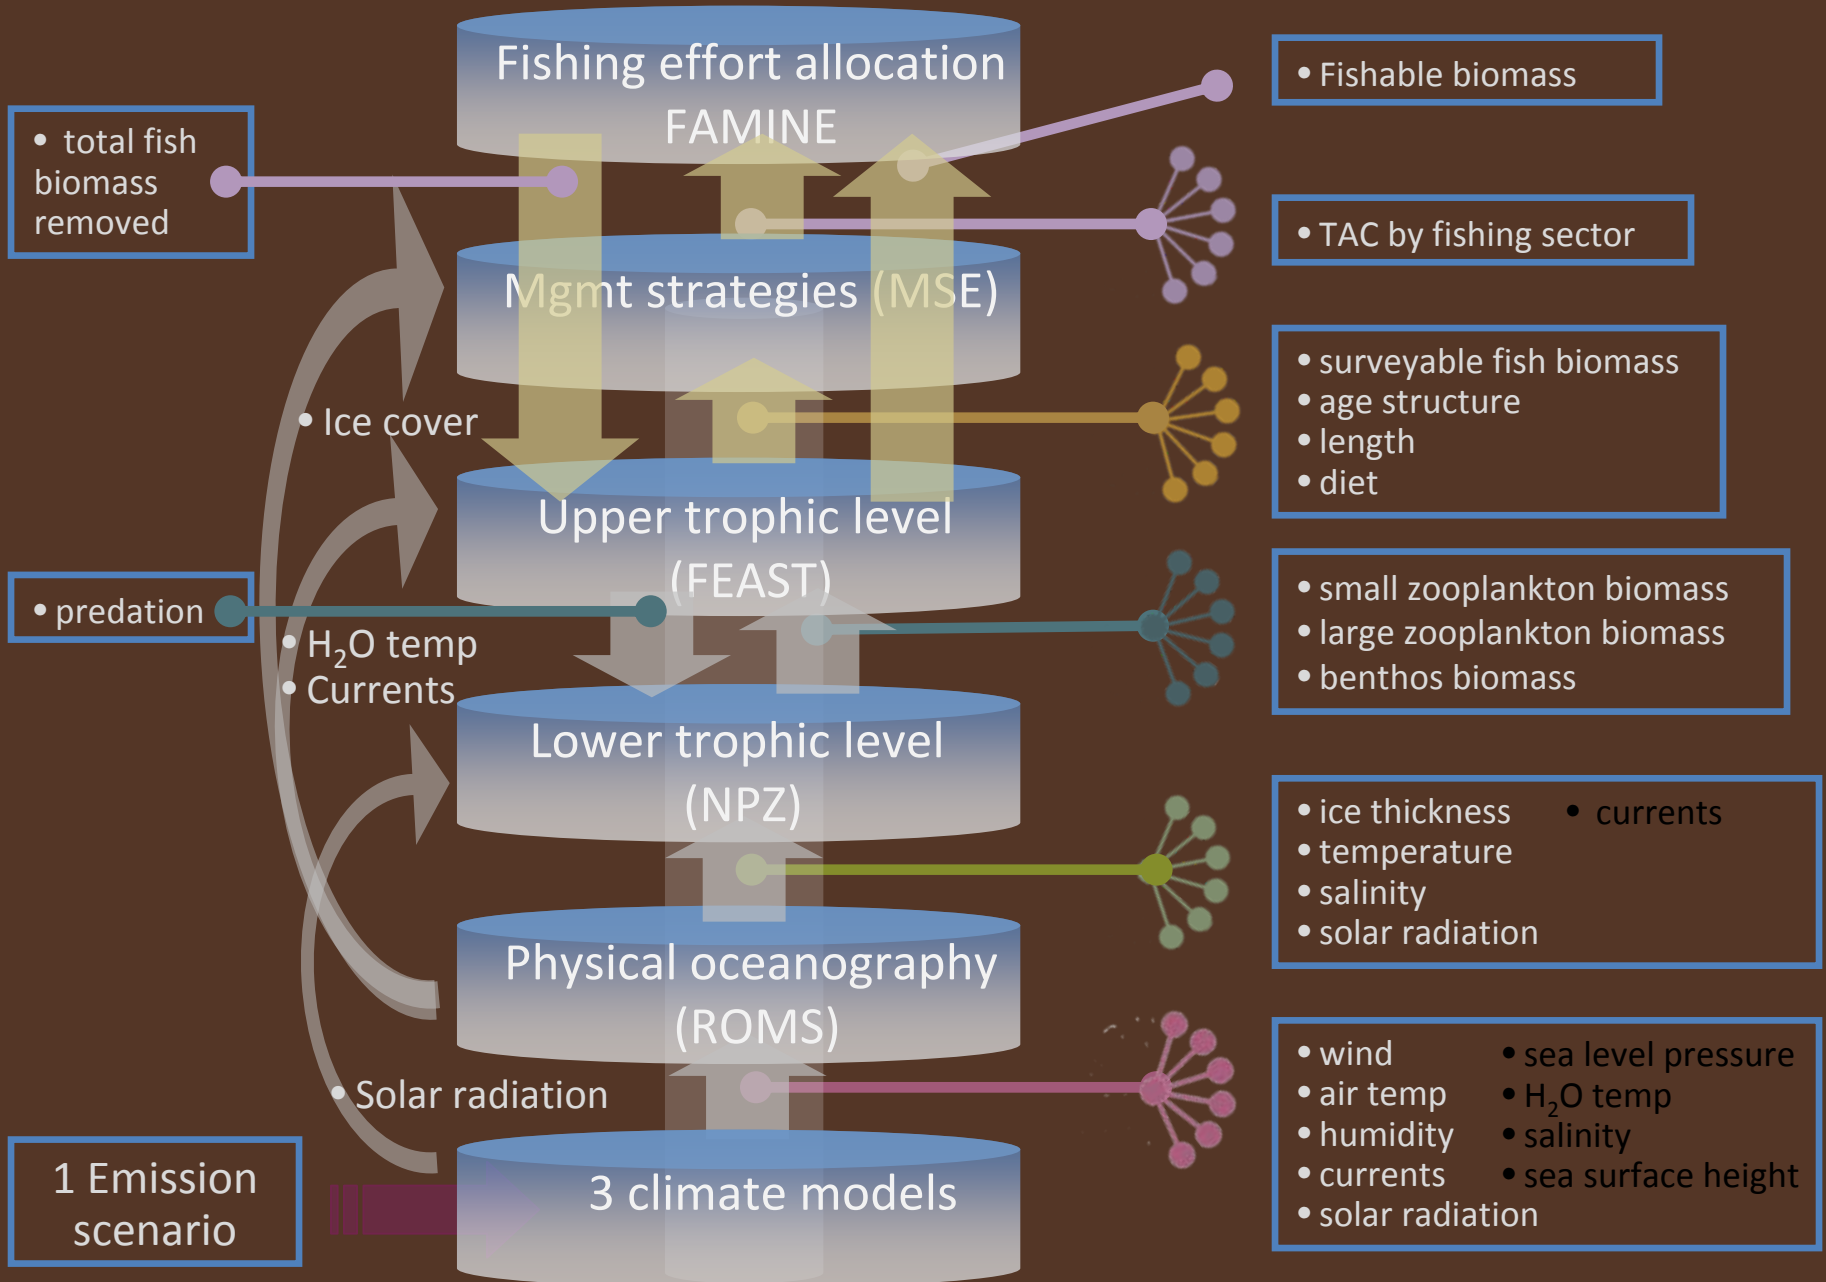 Fishing effort allocation
FAMINE
• Fishable biomass
• total fish
biomass
removed
• TAC by fishing sector
Mgmt strategies (MSE)
• surveyable fish biomass
• age structure
• length
• diet
• Ice cover
Upper trophic level
(FEAST)
• small zooplankton biomass
• large zooplankton biomass
• benthos biomass
• predation
• H₂O temp
• Currents
Lower trophic level
(NPZ)
• ice thickness
• temperature
• salinity
• solar radiation
• currents
Physical oceanography
(ROMS)
• wind
• air temp
• humidity
• currents
• solar radiation
• sea level pressure
• H₂O temp
• salinity
• sea surface height
• Solar radiation
1 Emission
scenario
3 climate models